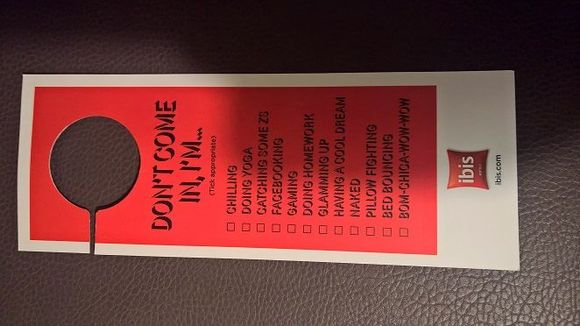 DON'T COME
IN, I'M...
(Tick appropriate)
CHILLING
DOING YOGA
CATCHING SOME ZS
FACEBOOKING
GAMING
DOING HOMEWORK
GLAMMING UP
HAVING A COOL DREAM
NAKED
PILLOW FIGHTING
BED BOUNCING
BOM-CHICA-WOW-WOW
ibis
ibis.com